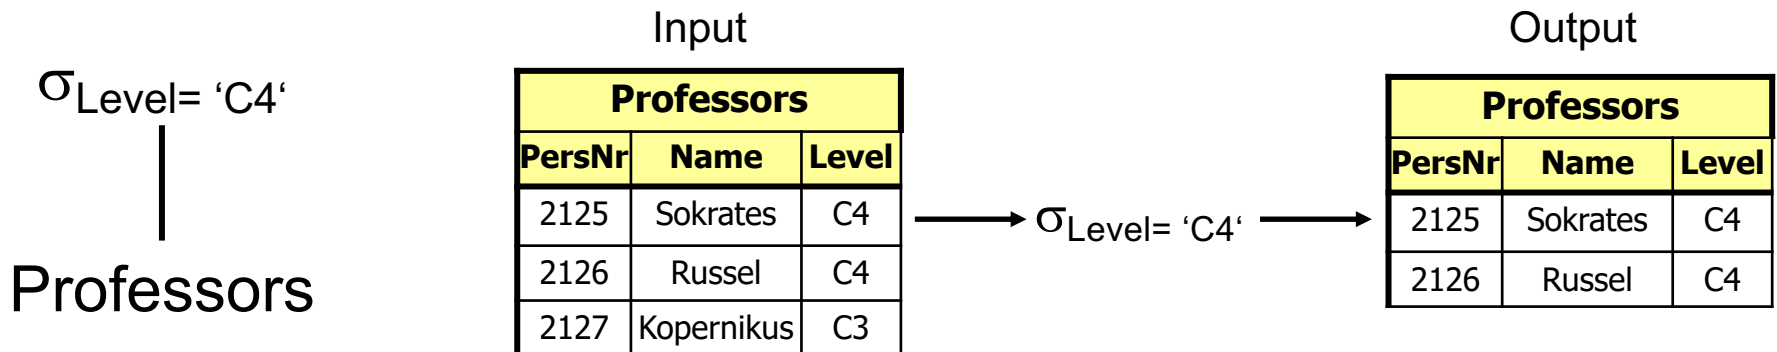 σLevel= ‘C4‘
Professors
Input
Professors
PersNr Name Level
2125 Sokrates C4
2126 Russel C4
2127 Kopernikus C3
σLevel= ‘C4‘
Output
Professors
PersNr Name Level
2125 Sokrates C4
2126 Russel C4